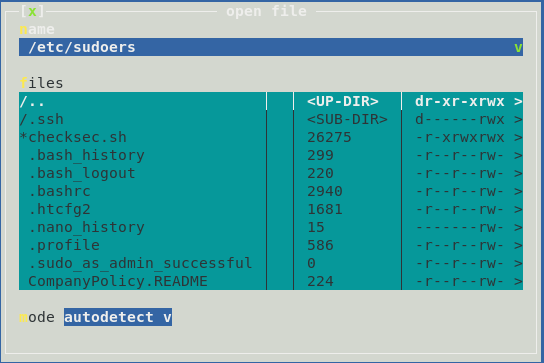 [x] open file
name
/etc/sudoers v
files
/.. <UP-DIR> dr-xr-xrwx >
/.ssh <SUB-DIR> d------rwx >
*checksec.sh 26275 -r-xrwxrwx >
.bash_history 299 -r--r--rw- >
.bash_logout 220 -r--r--rw- >
.bashrc 2940 -r--r--rw- >
.htcfg2 1681 -r--r--rw- >
.nano_history 15 -------rw- >
.profile 586 -r--r--rw- >
.sudo_as_admin_successful 0 -r--r--rw- >
CompanyPolicy.README 224 -r--r--rw- >
mode autodetect v